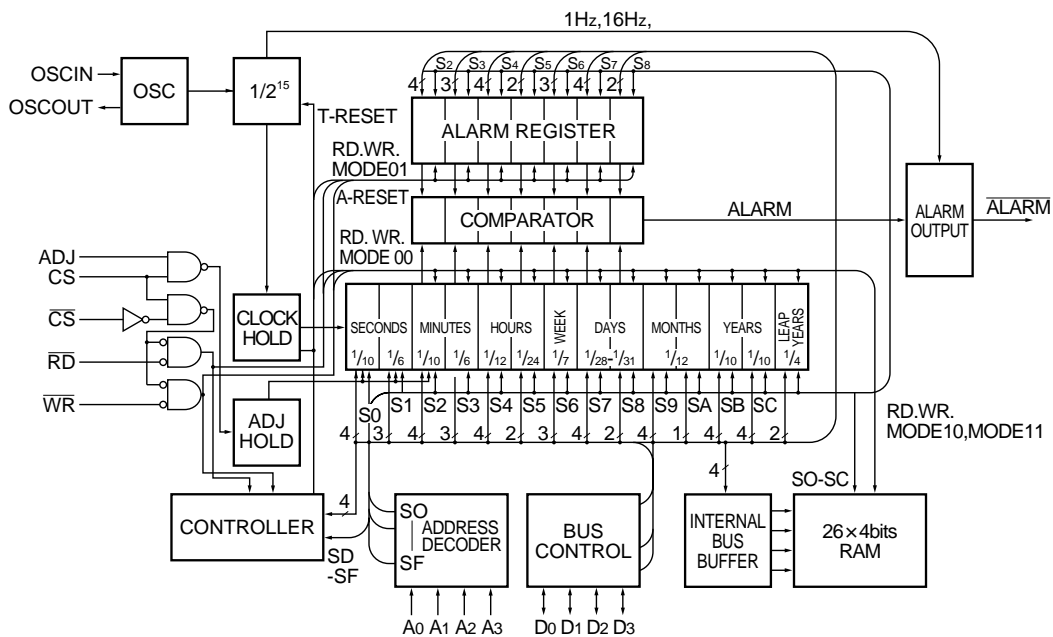 1Hz,16Hz,
S2 S3 S4 S5 S6 S7 S8
4 3 4 2 3 4 2
OSCIN
OSCOUT
OSC
1/2¹⁵
T-RESET
ALARM REGISTER
RD.WR.
MODE01
A-RESET
COMPARATOR
ALARM
ALARM
OUTPUT
A̅L̅A̅R̅M̅
RD. WR.
MODE 00
ADJ
CS
C̅S̅
R̅D̅
W̅R̅
CLOCK
HOLD
SECONDS
MINUTES
HOURS
WEEK
DAYS
MONTHS
YEARS
LEAP
YEARS
1/10 1/6 1/10 1/6 1/12 1/24 1/7 1/28-1/31 1/12 1/10 1/10 1/4
S0 S1 S2 S3 S4 S5 S6 S7 S8 S9 SA SB SC
4 3 4 3 4 2 3 4 2 4 1 4 4 2
ADJ
HOLD
RD.WR.
MODE10,MODE11
4
SO-SC
CONTROLLER
4
SD
-SF
SO
SF
ADDRESS
DECODER
BUS
CONTROL
INTERNAL
BUS
BUFFER
26×4bits
RAM
A0 A1 A2 A3
D0 D1 D2 D3